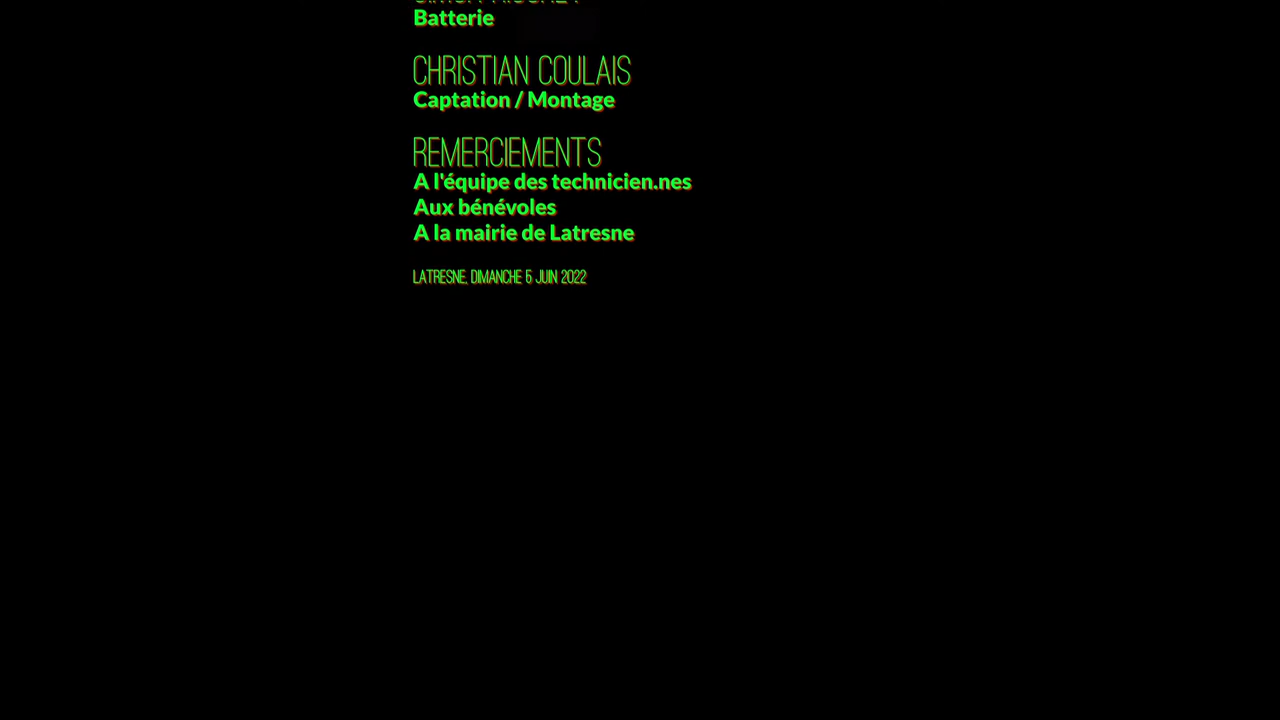 Batterie
CHRISTIAN COULAIS
Captation / Montage
REMERCIEMENTS
A l'équipe des technicien.nes
Aux bénévoles
A la mairie de Latresne
LATRESNE, DIMANCHE 5 JUIN 2022